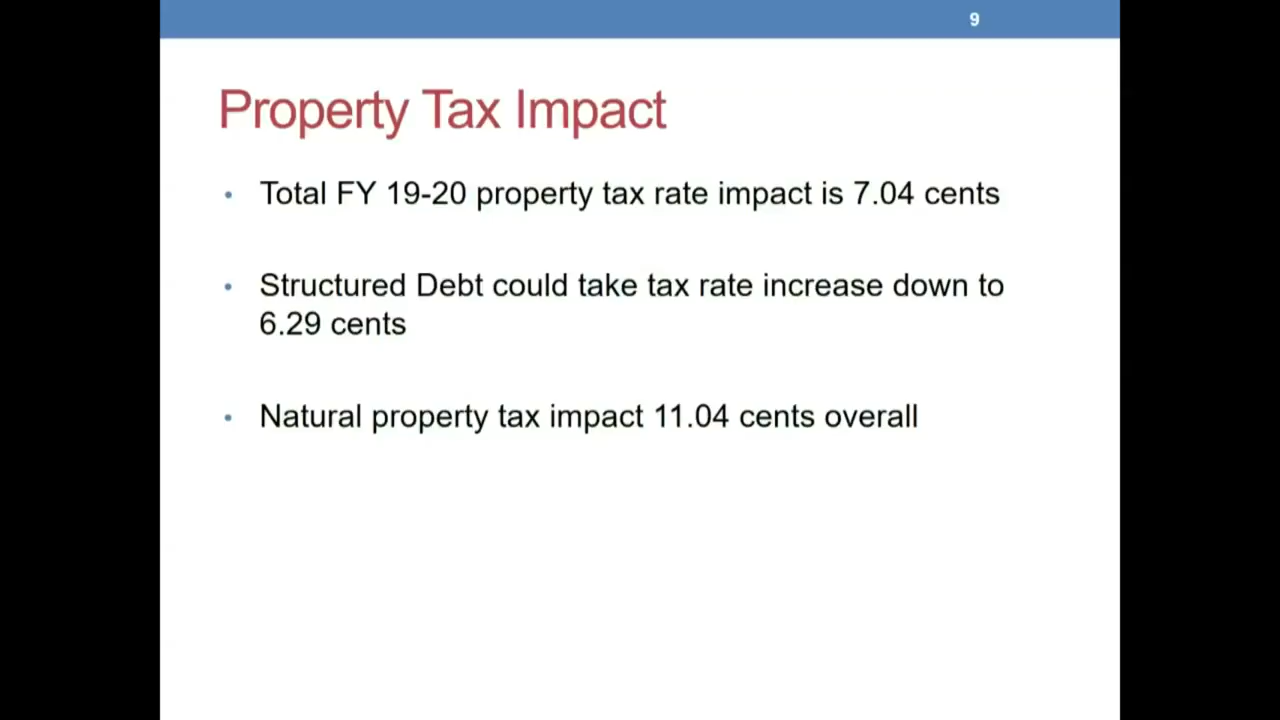 9
Property Tax Impact
• Total FY 19-20 property tax rate impact is 7.04 cents
• Structured Debt could take tax rate increase down to
6.29 cents
• Natural property tax impact 11.04 cents overall